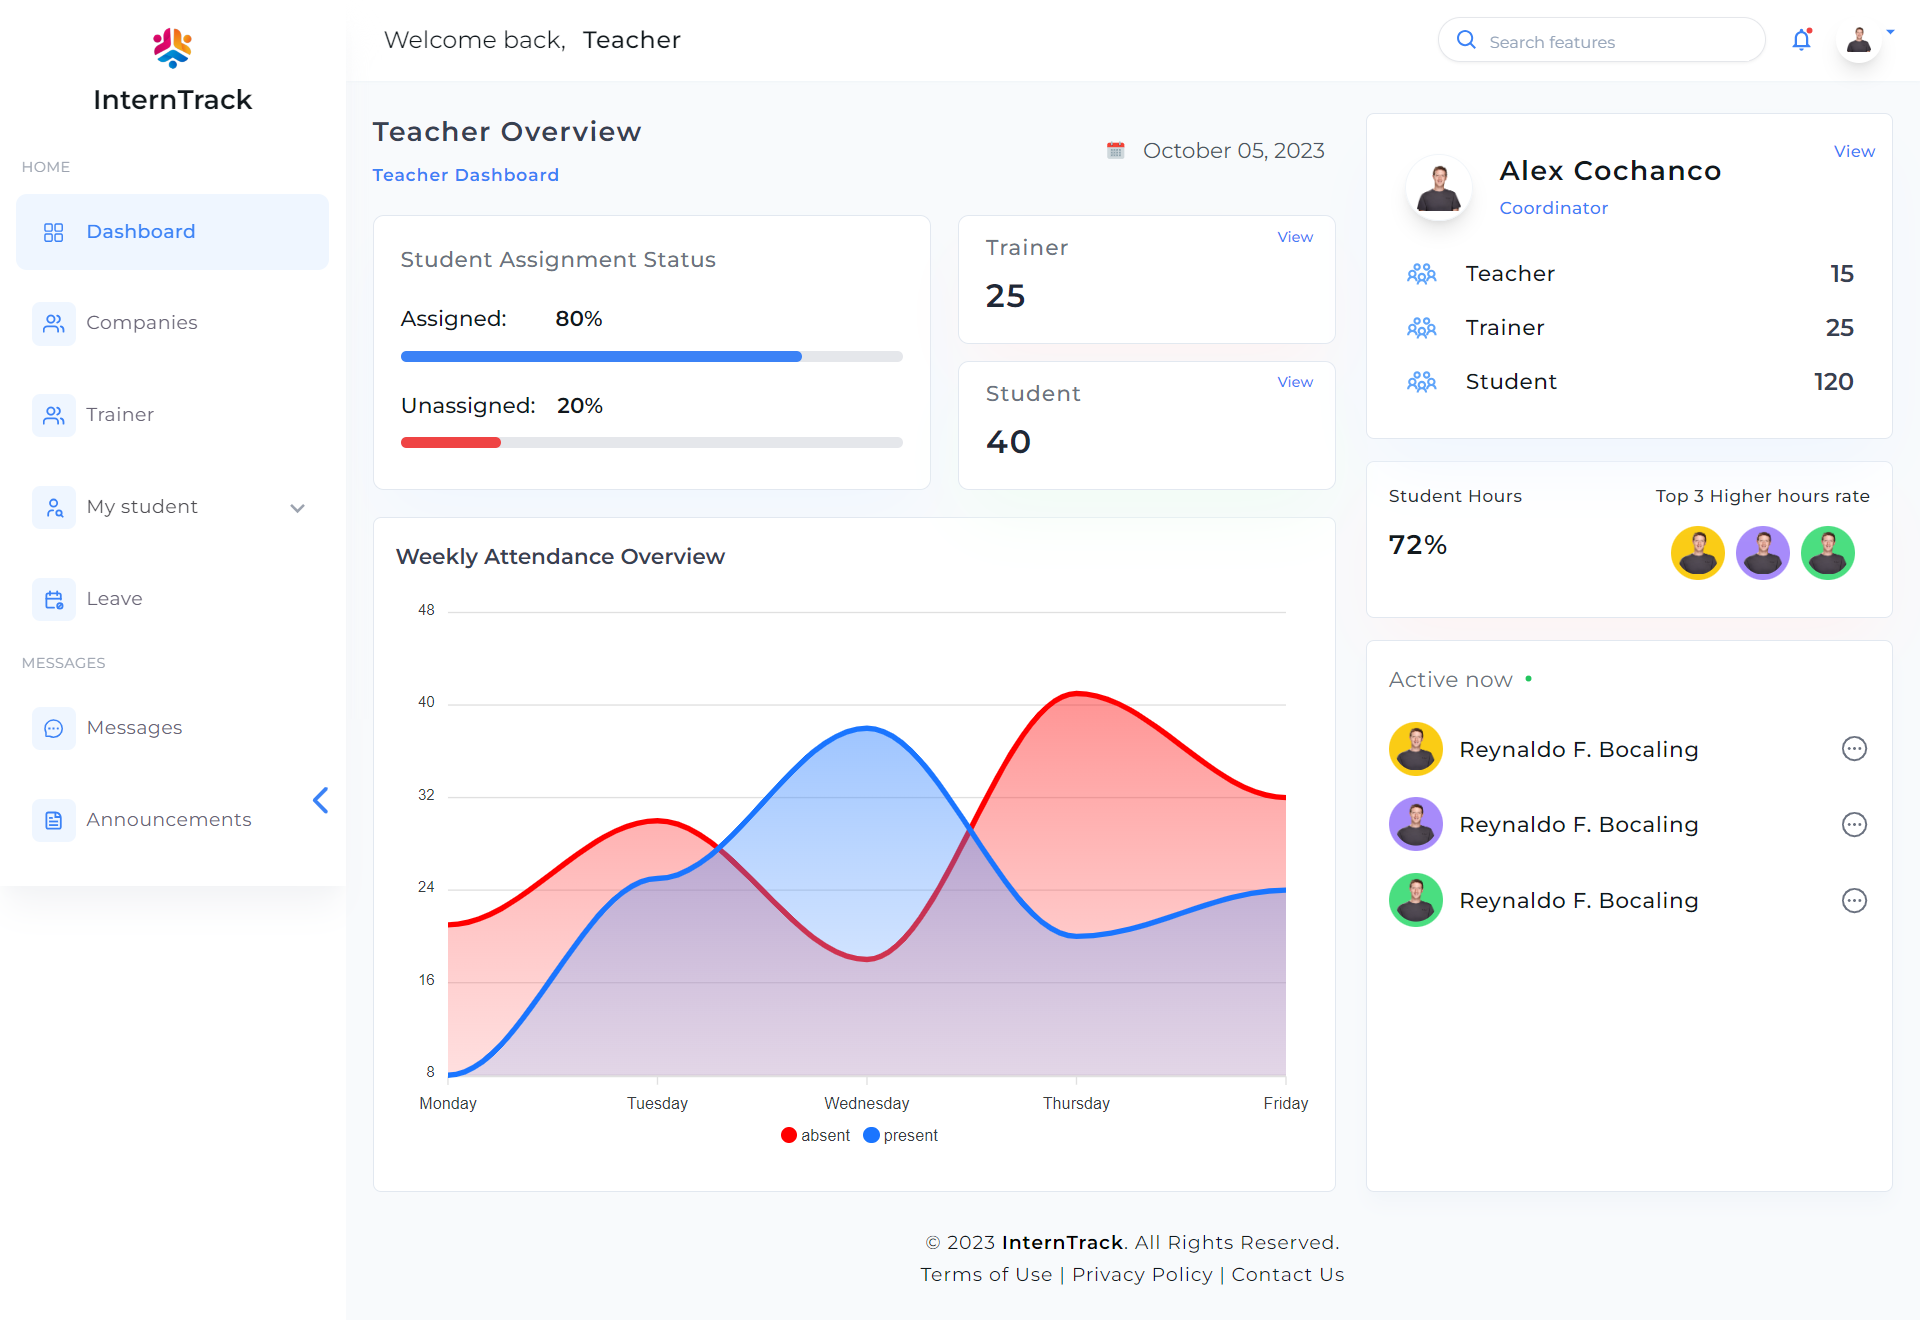 InternTrack
HOME
Dashboard
Companies
Trainer
My student
Leave
MESSAGES
Messages
Announcements
Welcome back, Teacher
Search features
Teacher Overview
Teacher Dashboard
October 05, 2023
Student Assignment Status
Assigned: 80%
Unassigned: 20%
Trainer
View
25
Student
View
40
Weekly Attendance Overview
48
40
32
24
16
8
Monday Tuesday Wednesday Thursday Friday
absent present
View
Alex Cochanco
Coordinator
Teacher 15
Trainer 25
Student 120
Student Hours
72%
Top 3 Higher hours rate
Active now
Reynaldo F. Bocaling
Reynaldo F. Bocaling
Reynaldo F. Bocaling
© 2023 InternTrack. All Rights Reserved.
Terms of Use | Privacy Policy | Contact Us